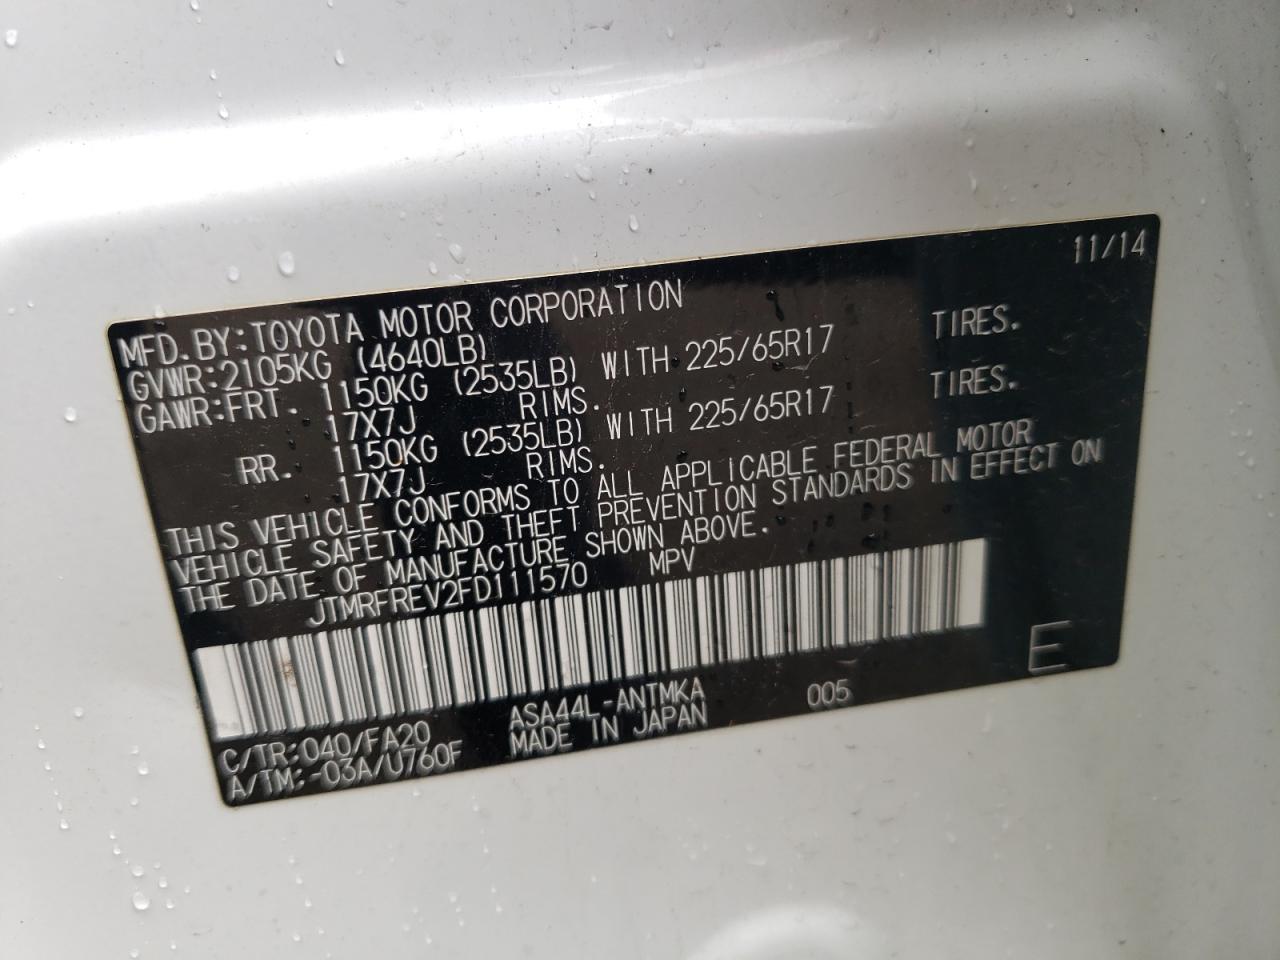 11/14
MFD.BY:TOYOTA MOTOR CORPORATION
GVWR:2105KG (4640LB)
GAWR:FRT. 1150KG (2535LB) WITH 225/65R17 TIRES.
17X7J RIMS.
RR. 1150KG (2535LB) WITH 225/65R17 TIRES.
17X7J RIMS.
THIS VEHICLE CONFORMS TO ALL APPLICABLE FEDERAL MOTOR
VEHICLE SAFETY AND THEFT PREVENTION STANDARDS IN EFFECT ON
THE DATE OF MANUFACTURE SHOWN ABOVE.
JTMRFREV2FD111570 MPV
E
C/TR:040/FA20 ASA44L-ANTMKA 005
A/TM:-03A/U760F MADE IN JAPAN